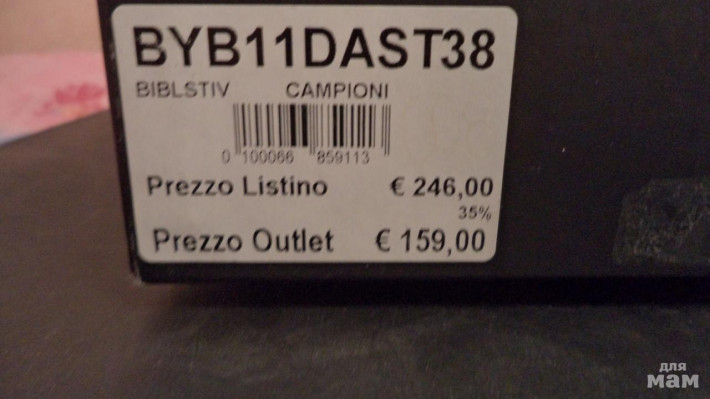 BYB11DAST38
BIBLSTIV CAMPIONI
0 100066 859113
Prezzo Listino € 246,00
35%
Prezzo Outlet € 159,00
для
мам